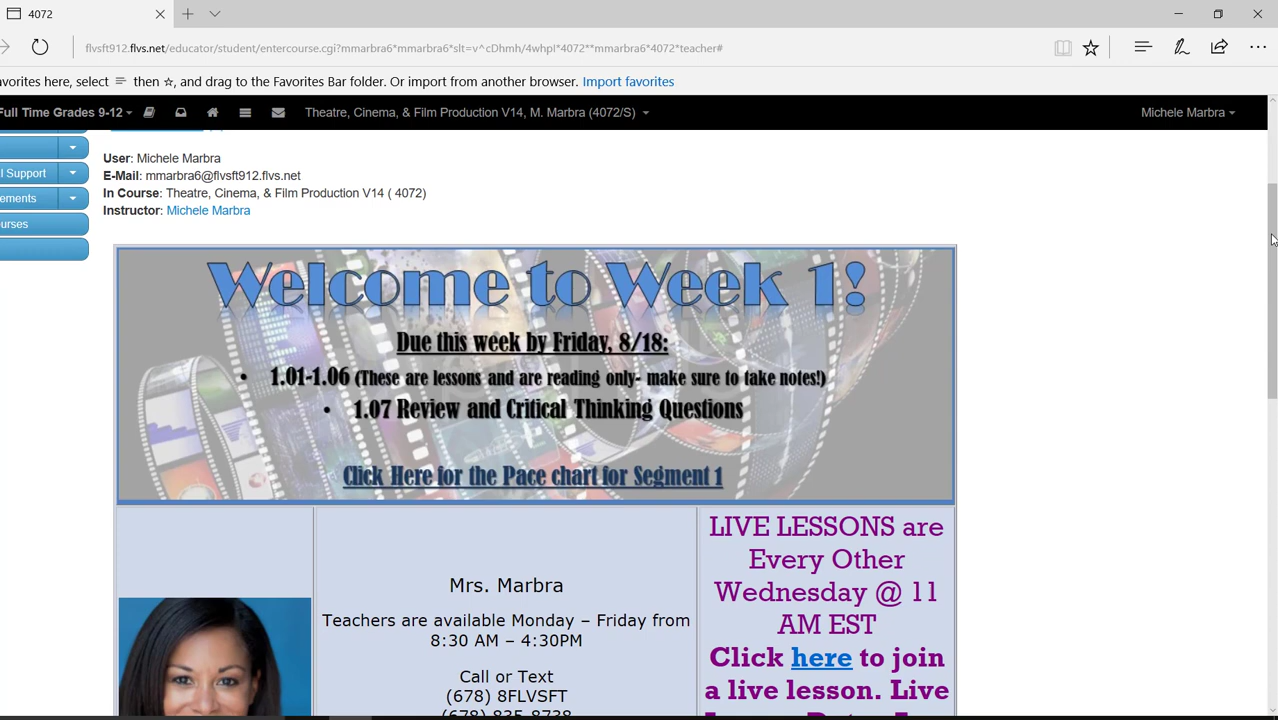 4072
flvsft912.flvs.net/educator/student/entercourse.cgi?mmarbra6*mmarbra6*slt=v^cDhmh/4whpl*4072**mmarbra6*4072*teacher#
avorites here, select ≡ then ☆, and drag to the Favorites Bar folder. Or import from another browser. Import favorites
Full Time Grades 9-12 Theatre, Cinema, & Film Production V14, M. Marbra (4072/S) Michele Marbra
User: Michele Marbra
l Support
E-Mail: mmarbra6@flvsft912.flvs.net
ements
In Course: Theatre, Cinema, & Film Production V14 ( 4072)
Instructor: Michele Marbra
urses
Welcome to Week 1!
Due this week by Friday, 8/18:
• 1.01-1.06 (These are lessons and are reading only- make sure to take notes!)
• 1.07 Review and Critical Thinking Questions
Click Here for the Pace chart for Segment 1
Mrs. Marbra
Teachers are available Monday – Friday from
8:30 AM – 4:30PM
Call or Text
(678) 8FLVSFT
(678) 835-8738
LIVE LESSONS are
Every Other
Wednesday @ 11
AM EST
Click here to join
a live lesson. Live